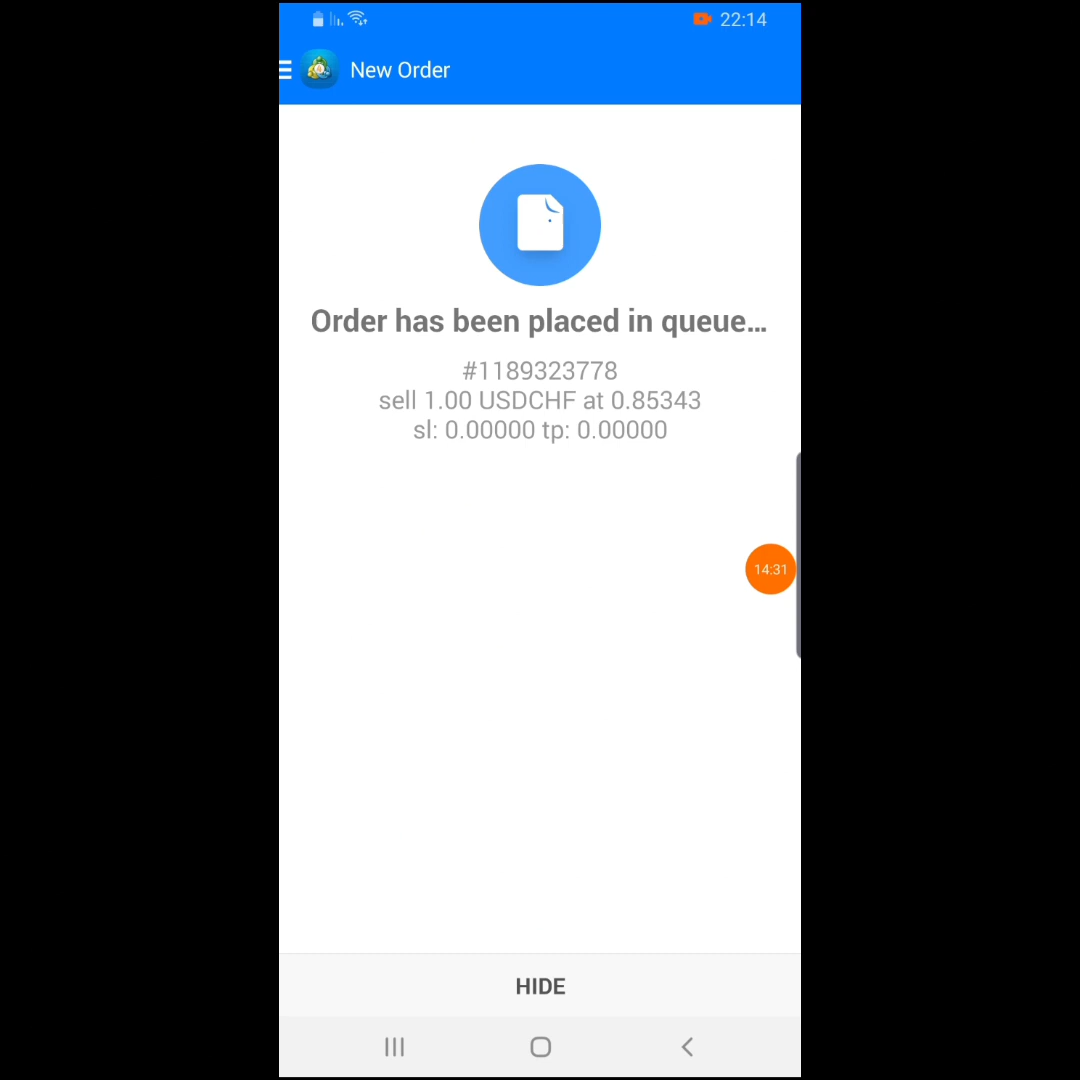 22:14
New Order
Order has been placed in queue...
#1189323778
sell 1.00 USDCHF at 0.85343
sl: 0.00000 tp: 0.00000
14:31
HIDE